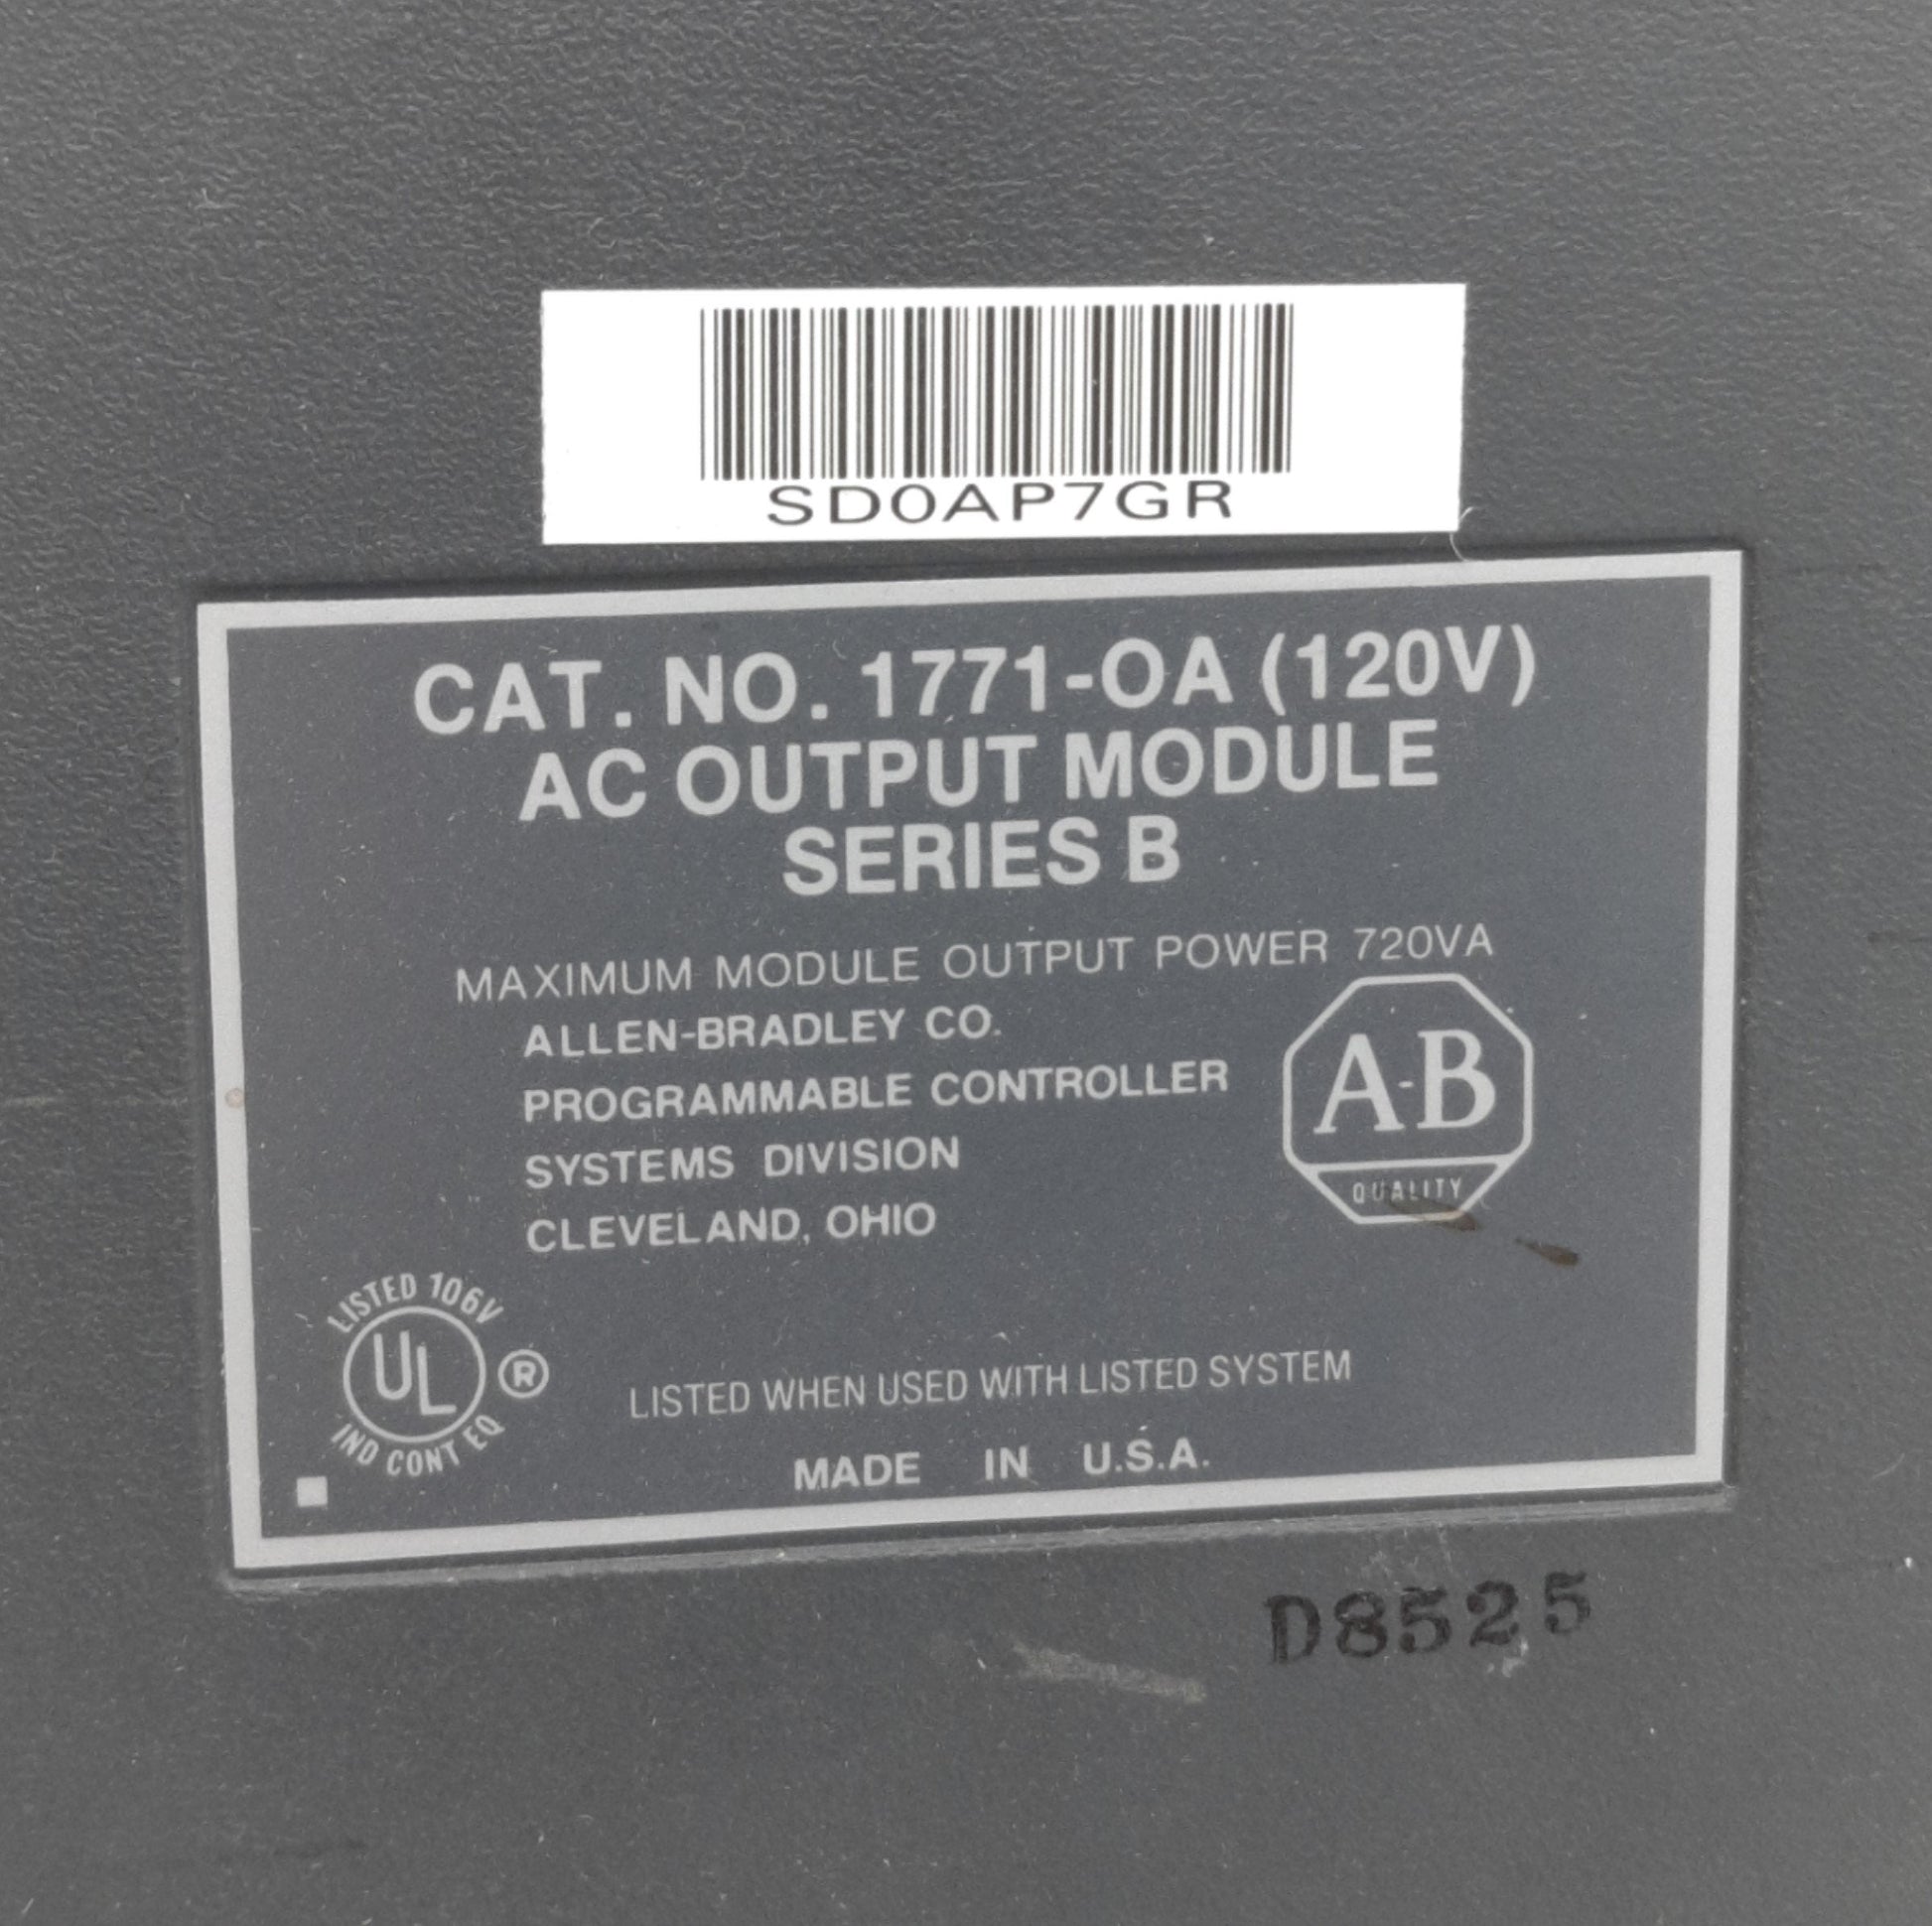 SD0AP7GR
CAT. NO. 1771-OA (120V)
AC OUTPUT MODULE
SERIES B
MAXIMUM MODULE OUTPUT POWER 720VA
ALLEN-BRADLEY CO.
PROGRAMMABLE CONTROLLER
SYSTEMS DIVISION
CLEVELAND, OHIO
A-B
QUALITY
LISTED 106V
UL ®
IND CONT EQ
LISTED WHEN USED WITH LISTED SYSTEM
MADE IN U.S.A.
D8525